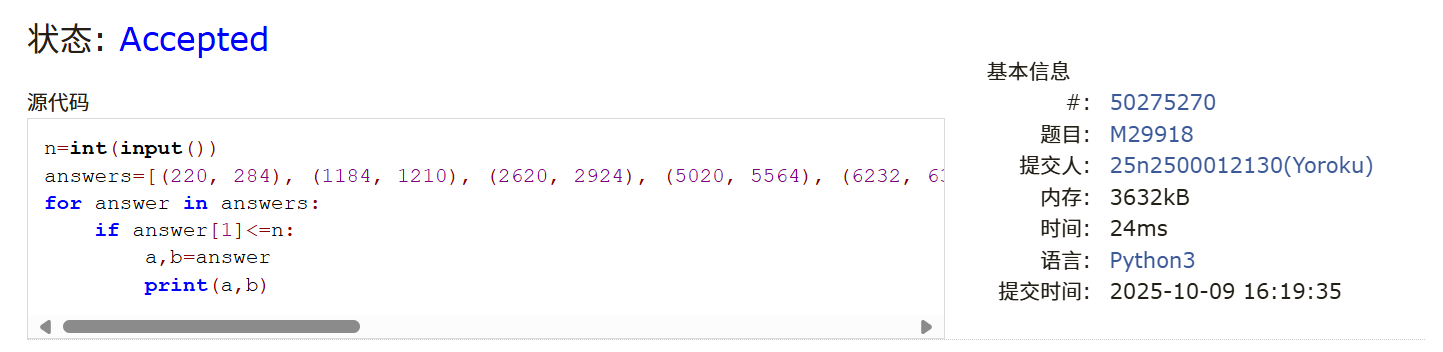 状态: Accepted
源代码
n=int(input())
answers=[(220, 284), (1184, 1210), (2620, 2924), (5020, 5564), (6232,
for answer in answers:
    if answer[1]<=n:
        a,b=answer
        print(a,b)
基本信息
#: 50275270
题目: M29918
提交人: 25n2500012130(Yoroku)
内存: 3632kB
时间: 24ms
语言: Python3
提交时间: 2025-10-09 16:19:35